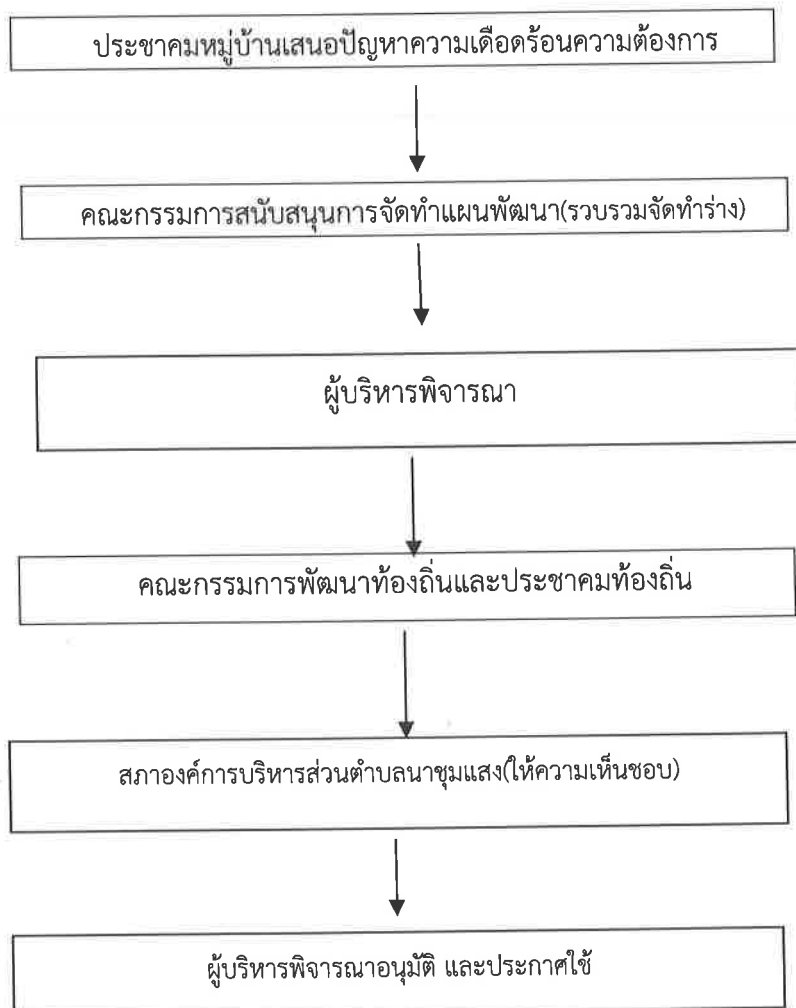 ประชาคมหมู่บ้านเสนอปัญหาความเดือดร้อนความต้องการ
คณะกรรมการสนับสนุนการจัดทำแผนพัฒนา(รวบรวมจัดทำร่าง)
ผู้บริหารพิจารณา
คณะกรรมการพัฒนาท้องถิ่นและประชาคมท้องถิ่น
สภาองค์การบริหารส่วนตำบลนาชุมแสง(ให้ความเห็นชอบ)
ผู้บริหารพิจารณาอนุมัติ และประกาศใช้